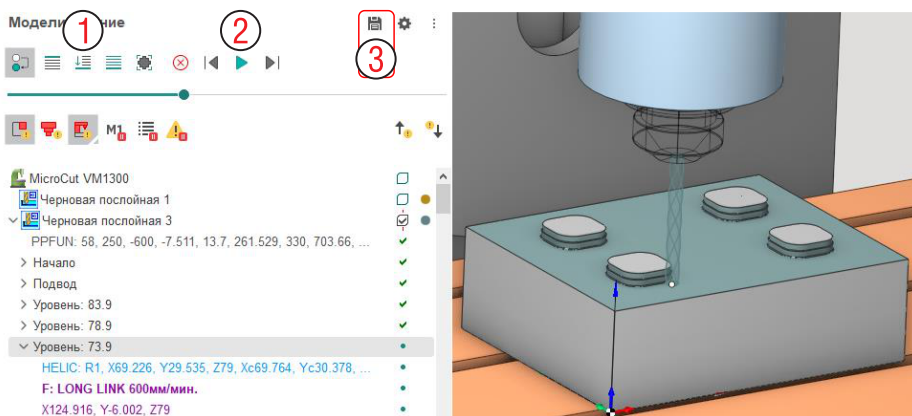 Модели ние
1
2
3
M1
MicroCut VM1300
Черновая послойная 1
Черновая послойная 3
PPFUN: 58, 250, -600, -7.511, 13.7, 261.529, 330, 703.66, ...
Начало
Подвод
Уровень: 83.9
Уровень: 78.9
Уровень: 73.9
HELIC: R1, X69.226, Y29.535, Z79, Xc69.764, Yc30.378, ...
F: LONG LINK 600мм/мин.
X124.916, Y-6.002, Z79